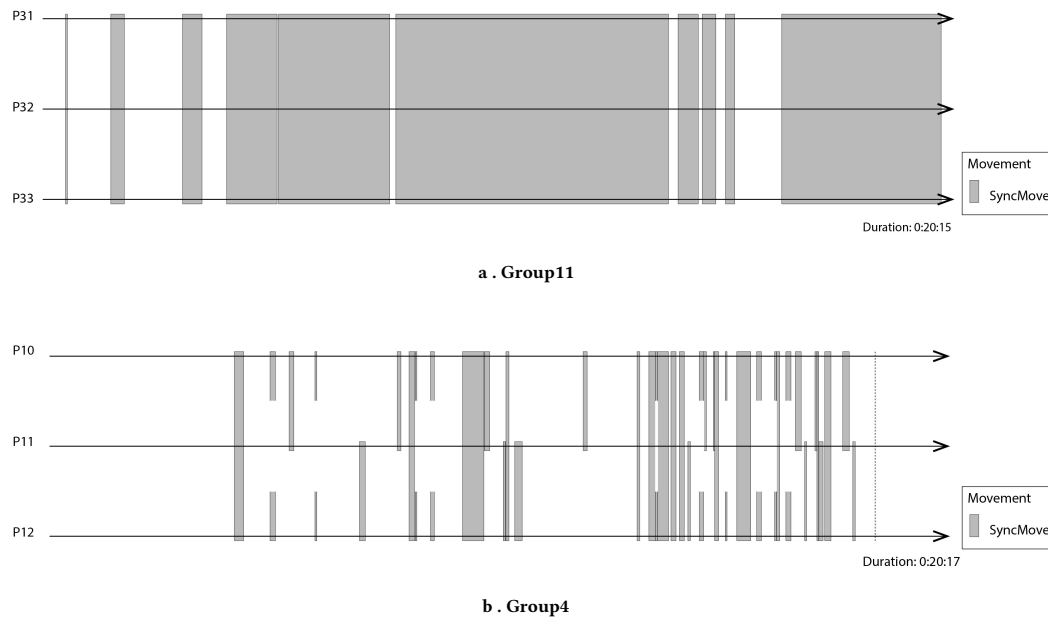 P31
P32
P33
Movement
SyncMove
Duration: 0:20:15
a . Group11
P10
P11
P12
Movement
SyncMove
Duration: 0:20:17
b . Group4